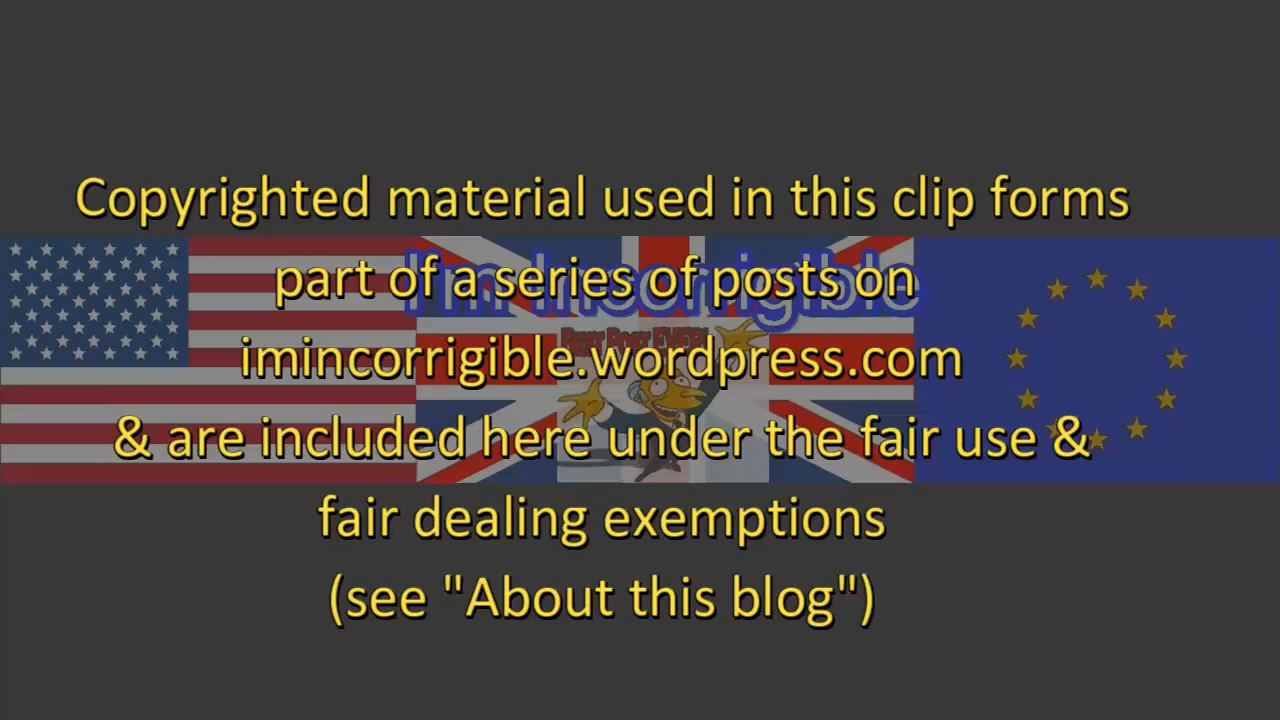 Copyrighted material used in this clip forms
I'm Incorrigible
part of a series of posts on
imincorrigible.wordpress.com
& are included here under the fair use &
fair dealing exemptions
(see "About this blog")